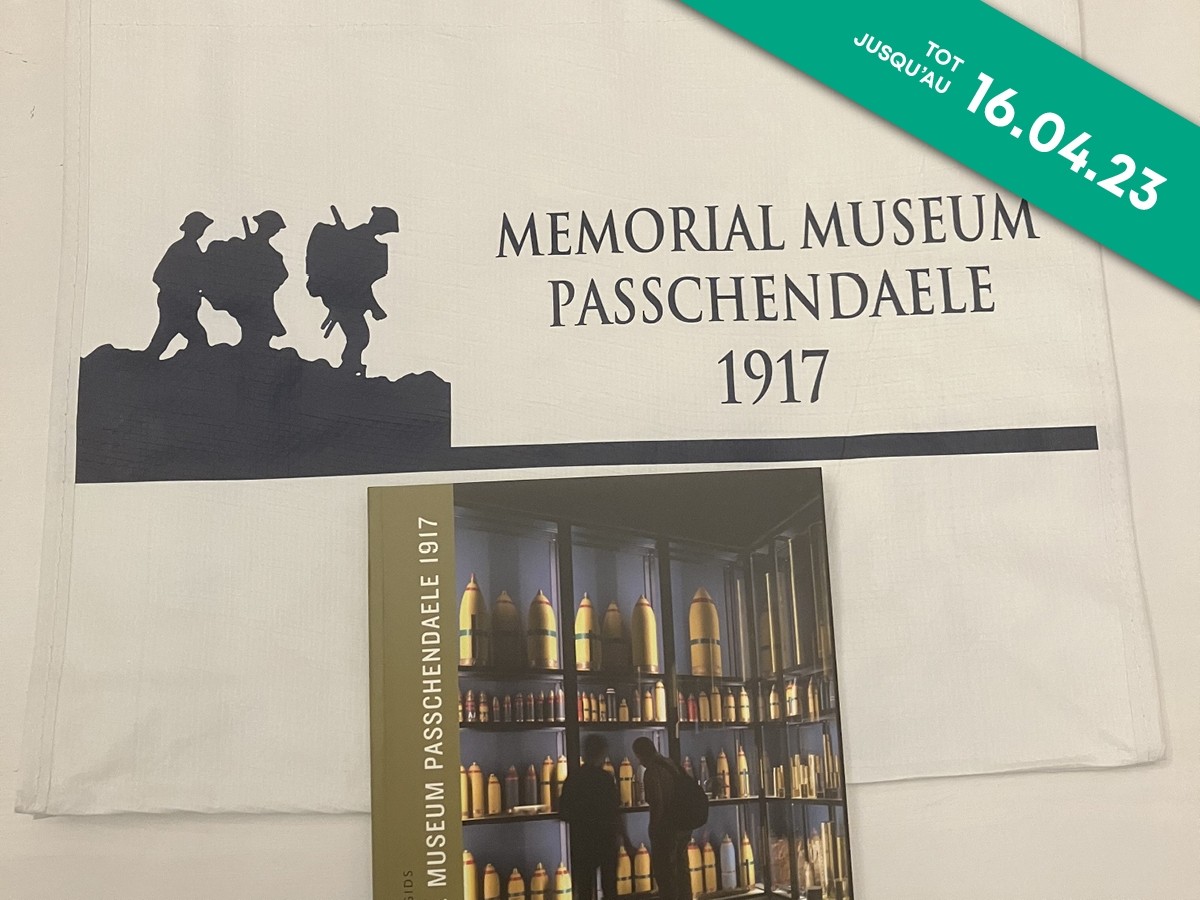 TOT
JUSQU'AU
16.04.23
MEMORIAL MUSEUM
PASSCHENDAELE
1917
MUSEUM PASSCHENDAELE 1917